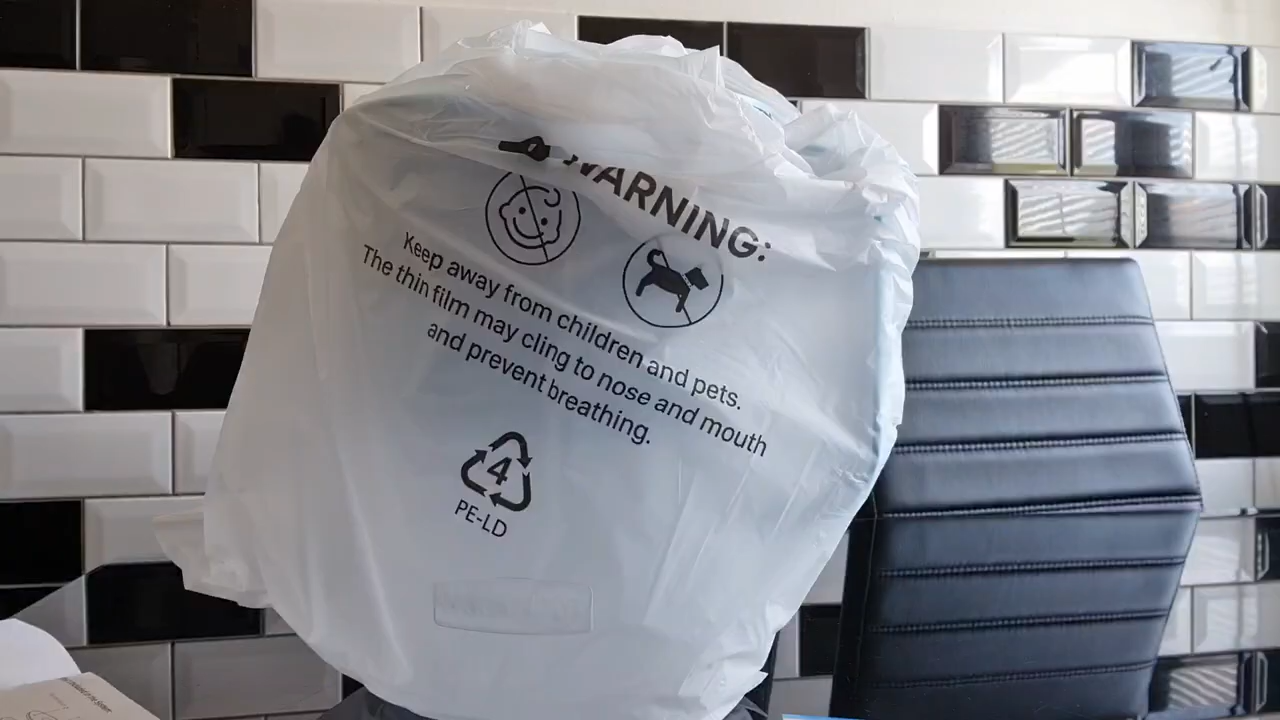 WARNING:
Keep away from children and pets.
The thin film may cling to nose and mouth
and prevent breathing.
4
PE-LD